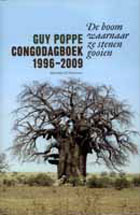 De boom
waarnaar
ze stenen
gooien
GUY POPPE
CONGODAGBOEK
1996-2009